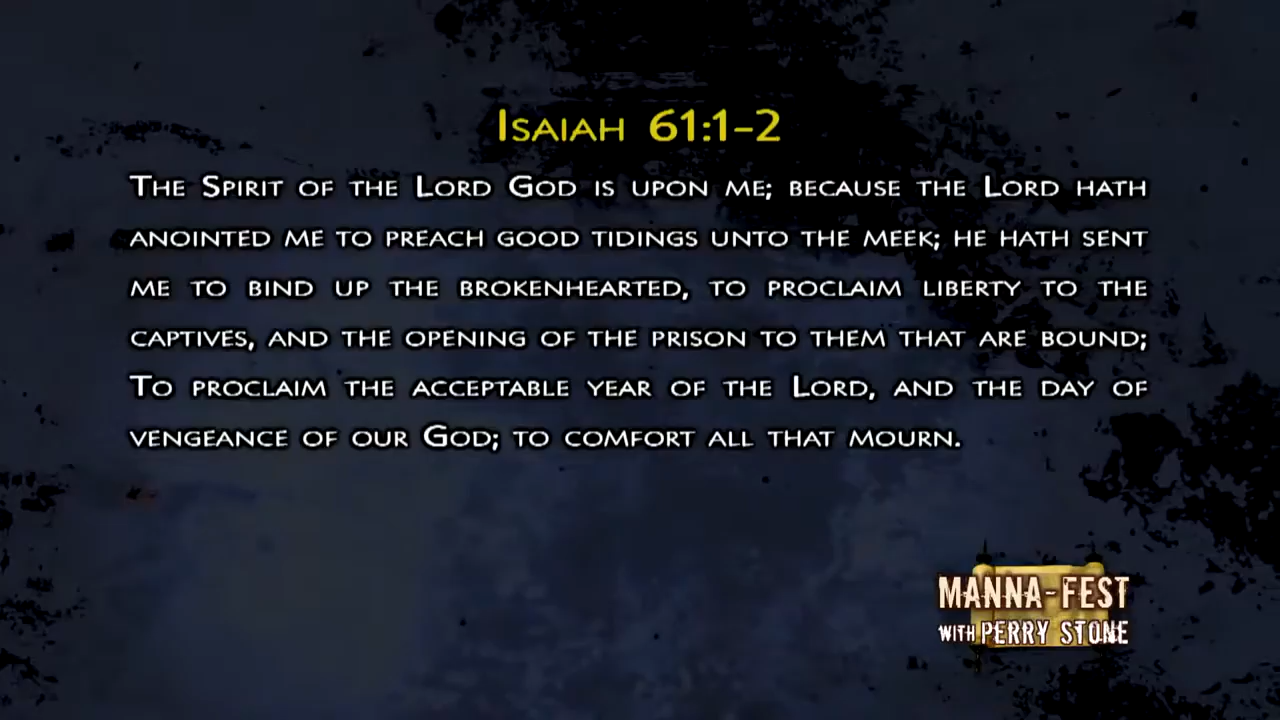 Isaiah 61:1-2
The Spirit of the Lord God is upon me; because the Lord hath
anointed me to preach good tidings unto the meek; he hath sent
me to bind up the brokenhearted, to proclaim liberty to the
captives, and the opening of the prison to them that are bound;
To proclaim the acceptable year of the Lord, and the day of
vengeance of our God; to comfort all that mourn.
MANNA-FEST
WITH PERRY STONE